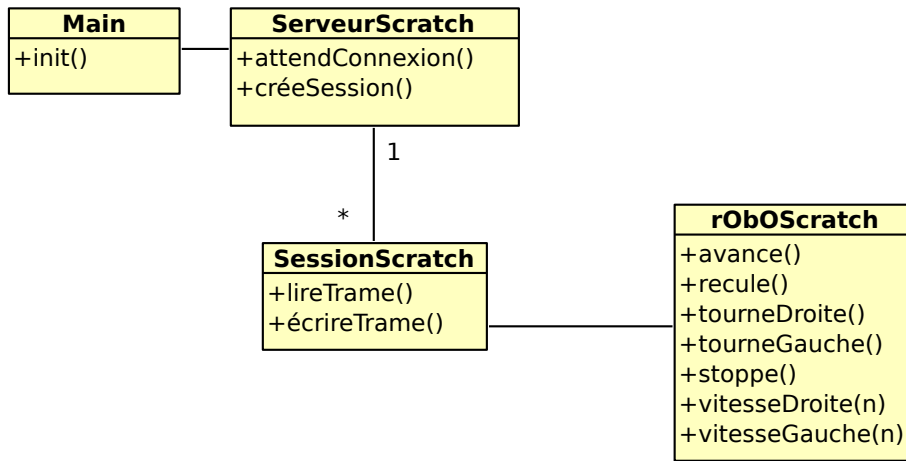 Main
+init()
ServeurScratch
+attendConnexion()
+créeSession()
1
*
SessionScratch
+lireTrame()
+écrireTrame()
rObOScratch
+avance()
+recule()
+tourneDroite()
+tourneGauche()
+stoppe()
+vitesseDroite(n)
+vitesseGauche(n)